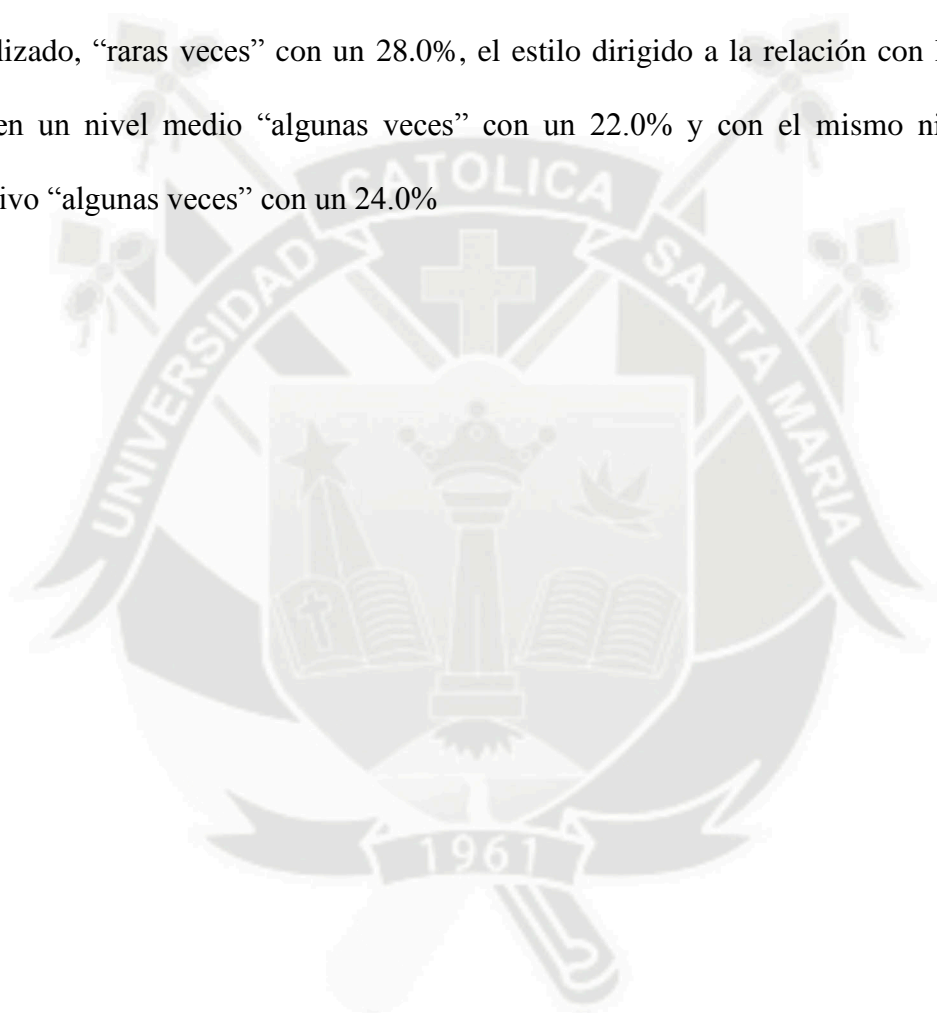 lizado, “raras veces” con un 28.0%, el estilo dirigido a la relación con
en un nivel medio “algunas veces” con un 22.0% y con el mismo
ivo “algunas veces” con un 24.0%
UNIVERSIDAD CATOLICA SANTA MARIA
1961